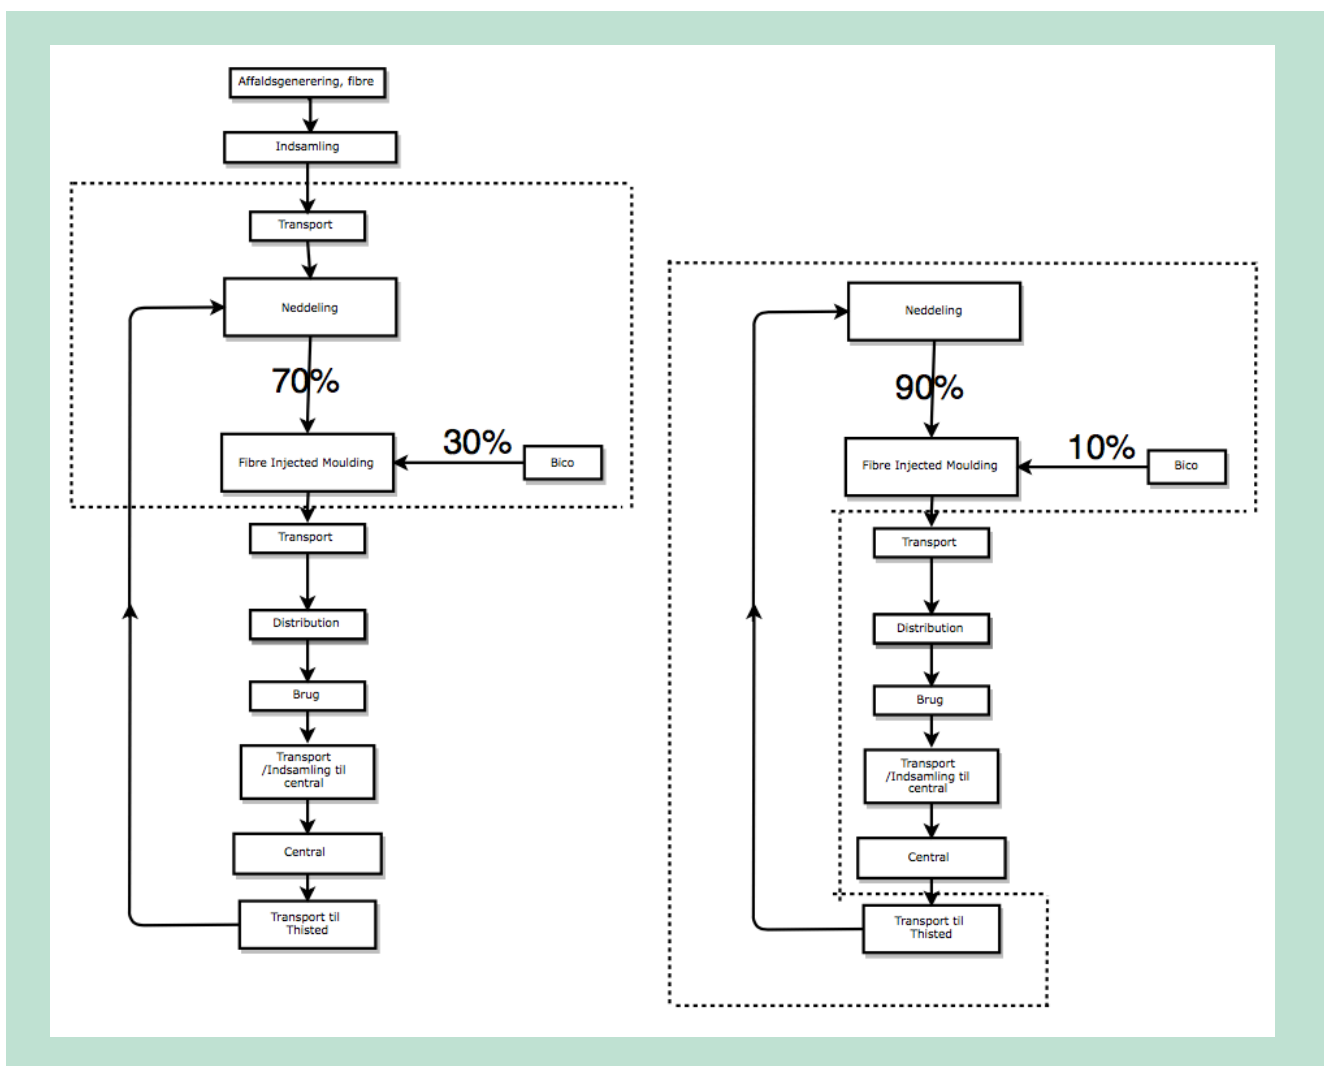 Affaldsgenerering, fibre
Indsamling
Transport
Neddeling
70%
30%
Fibre Injected Moulding
Bico
Transport
Distribution
Brug
Transport
/Indsamling til
central
Central
Transport til
Thisted
Neddeling
90%
10%
Fibre Injected Moulding
Bico
Transport
Distribution
Brug
Transport
/Indsamling til
central
Central
Transport til
Thisted